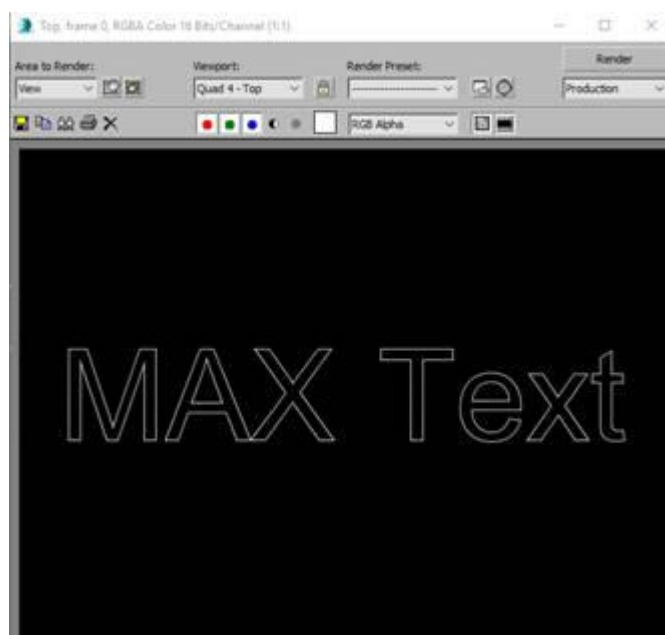 Top, frame 0, RGBA Color 16 Bits/Channel (1:1)
Area to Render:
Viewport:
Render Preset:
Render
View
Quad 4 - Top
--------------------------
Production
RGB Alpha
MAX Text